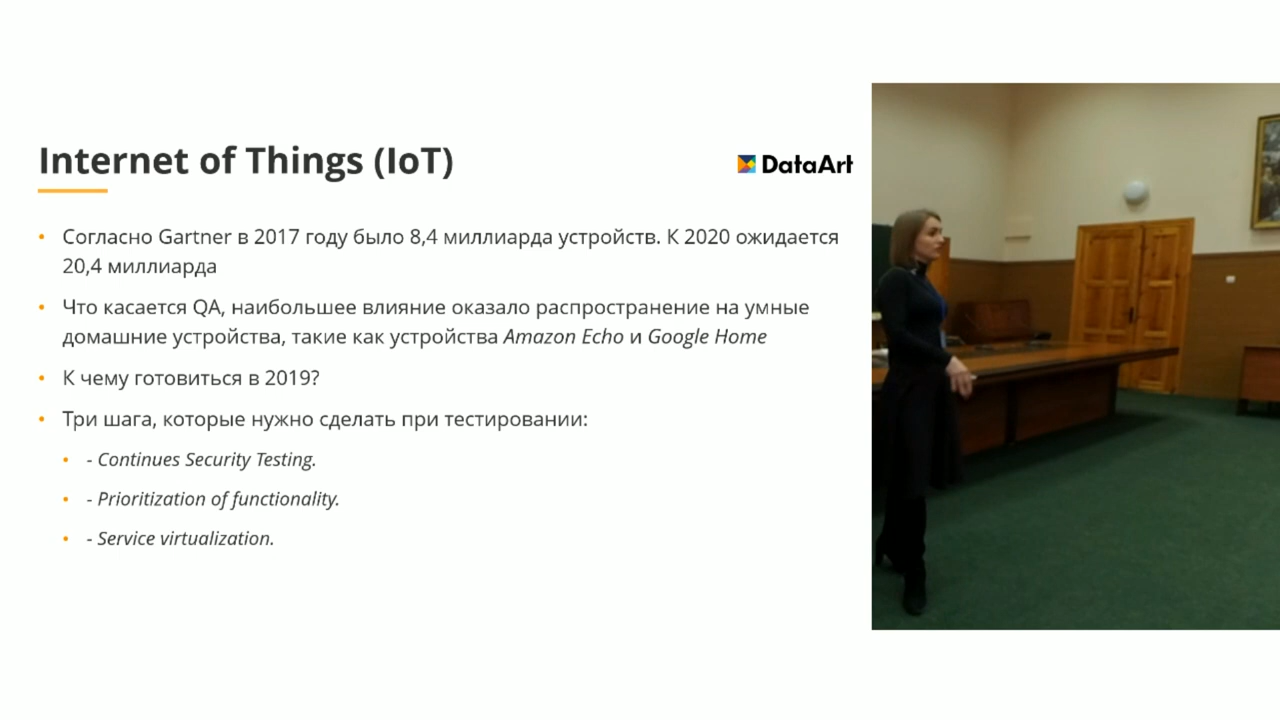 Internet of Things (IoT)
DataArt
• Согласно Gartner в 2017 году было 8,4 миллиарда устройств. К 2020 ожидается
20,4 миллиарда
• Что касается QA, наибольшее влияние оказало распространение на умные
домашние устройства, такие как устройства Amazon Echo и Google Home
• К чему готовиться в 2019?
• Три шага, которые нужно сделать при тестировании:
• - Continues Security Testing.
• - Prioritization of functionality.
• - Service virtualization.